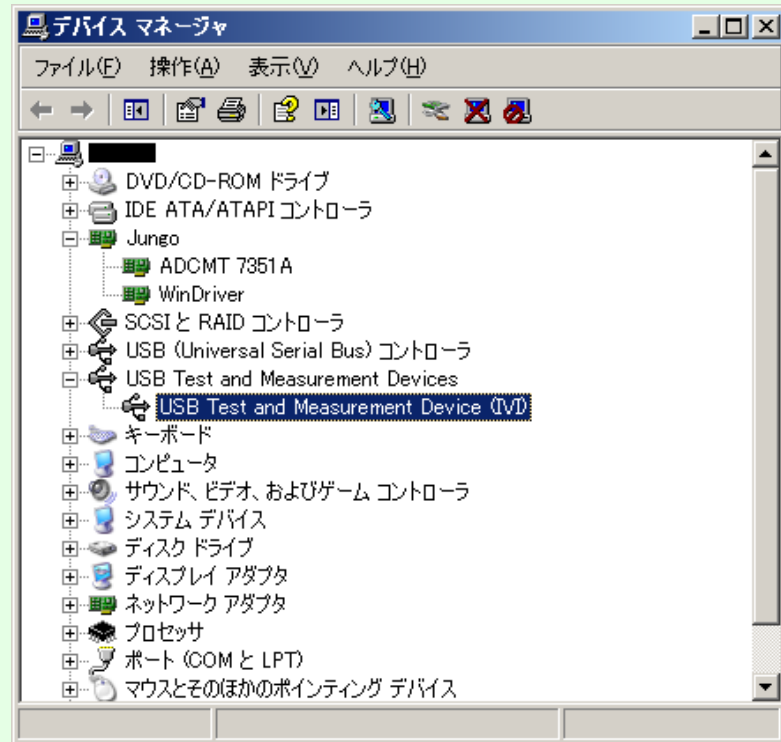 デバイス マネージャ
ファイル(F) 操作(A) 表示(V) ヘルプ(H)
DVD/CD-ROM ドライブ
IDE ATA/ATAPI コントローラ
Jungo
ADCMT 7351A
WinDriver
SCSI と RAID コントローラ
USB (Universal Serial Bus) コントローラ
USB Test and Measurement Devices
USB Test and Measurement Device (IVI)
キーボード
コンピュータ
サウンド、ビデオ、およびゲーム コントローラ
システム デバイス
ディスク ドライブ
ディスプレイ アダプタ
ネットワーク アダプタ
プロセッサ
ポート (COM と LPT)
マウスとそのほかのポインティング デバイス